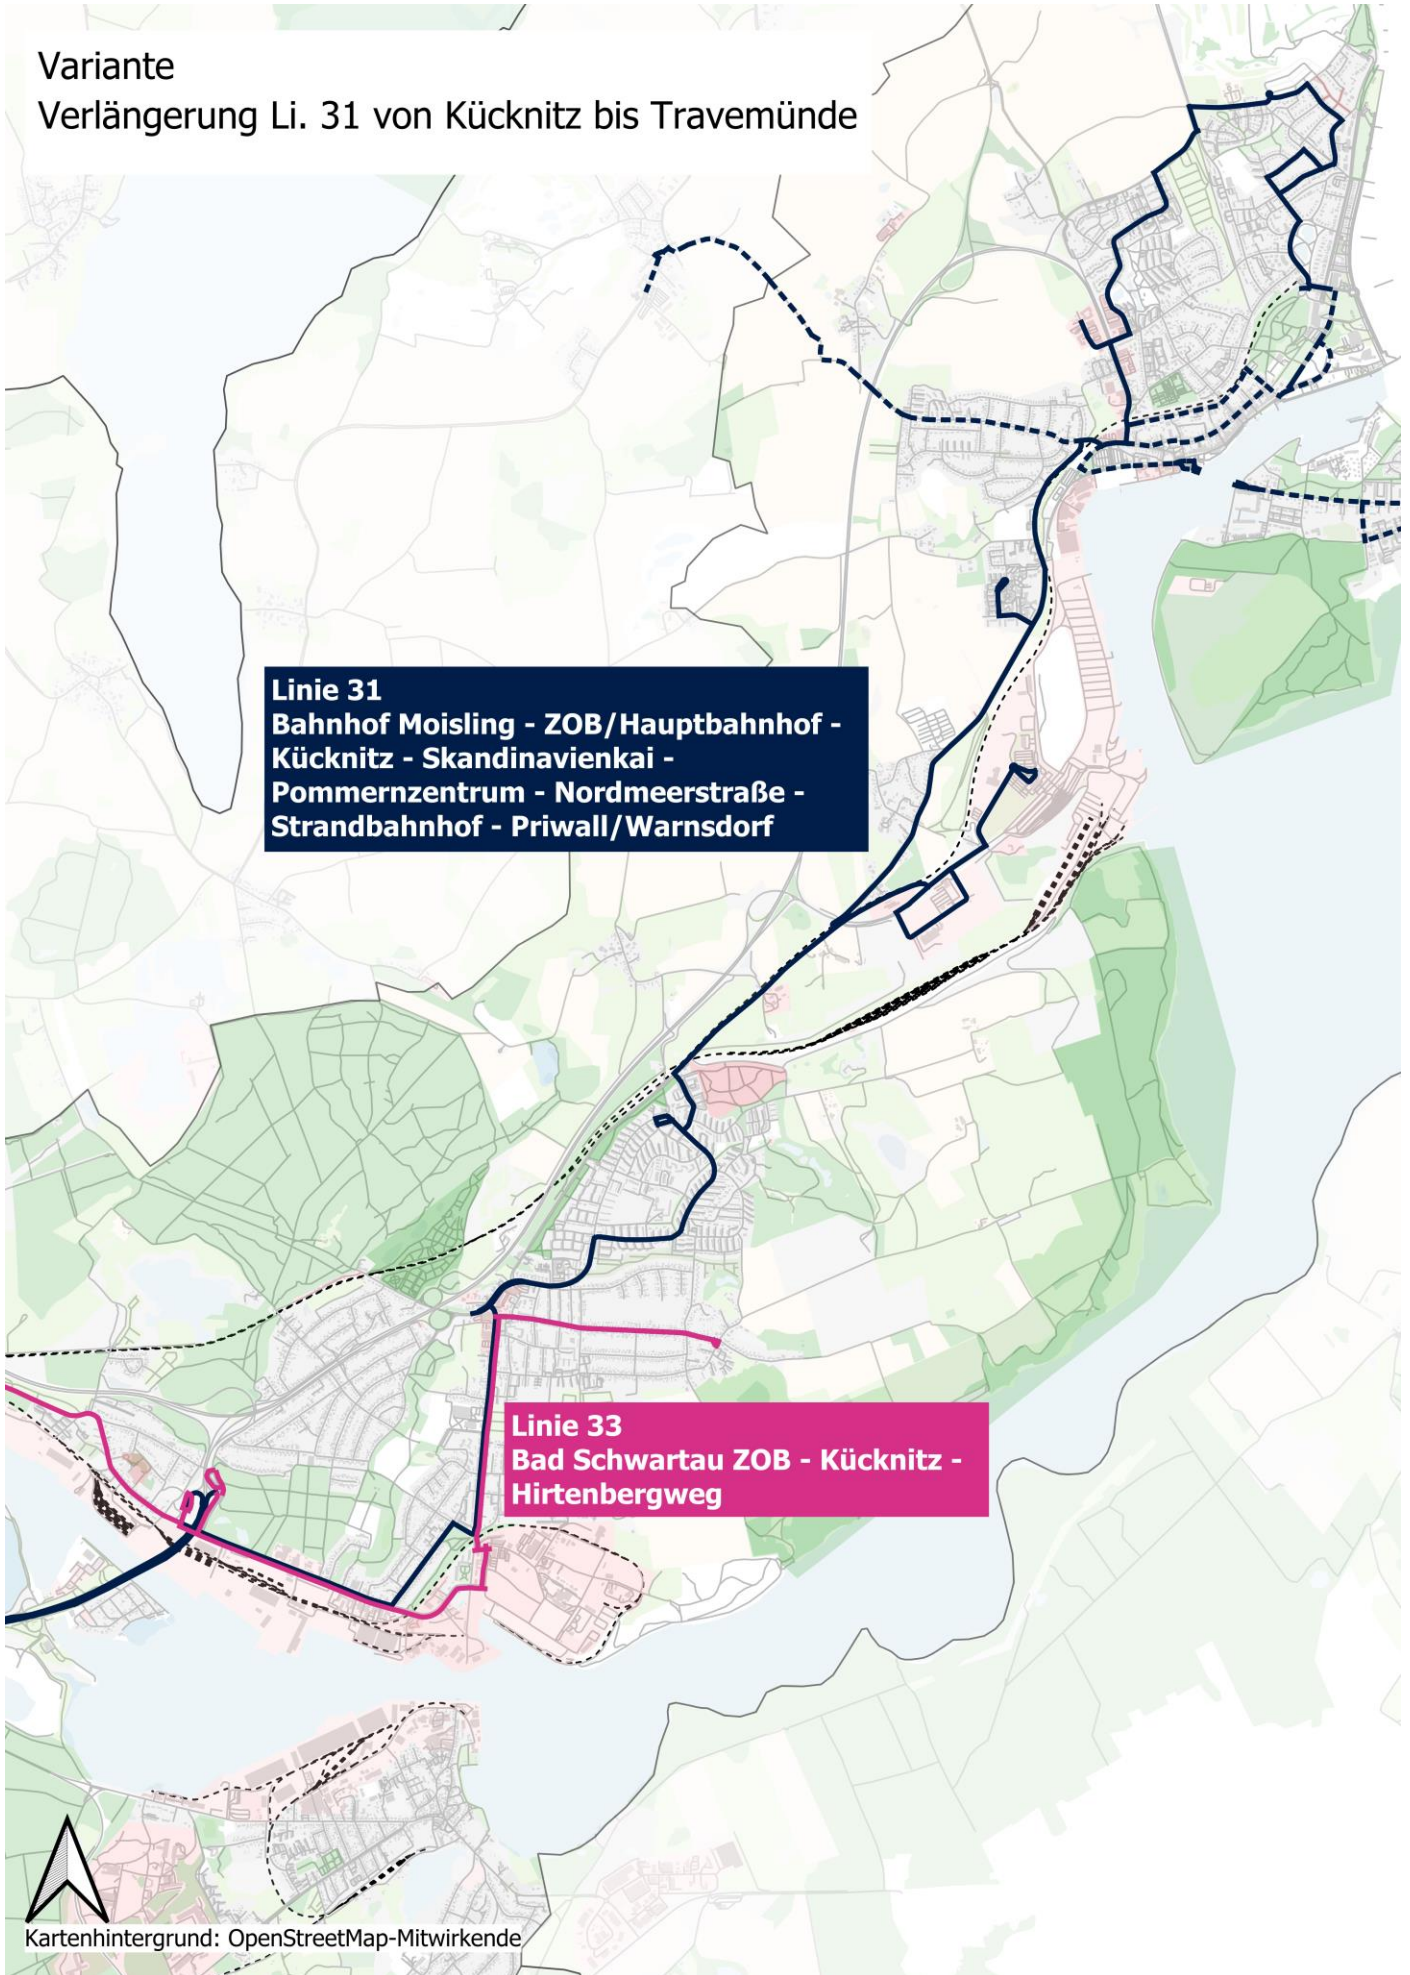 Variante
Verlängerung Li. 31 von Kücknitz bis Travemünde
Linie 31
Bahnhof Moisling - ZOB/Hauptbahnhof -
Kücknitz - Skandinavienkai -
Pommernzentrum - Nordmeerstraße -
Strandbahnhof - Priwall/Warnsdorf
Linie 33
Bad Schwartau ZOB - Kücknitz -
Hirtenbergweg
Kartenhintergrund: OpenStreetMap-Mitwirkende